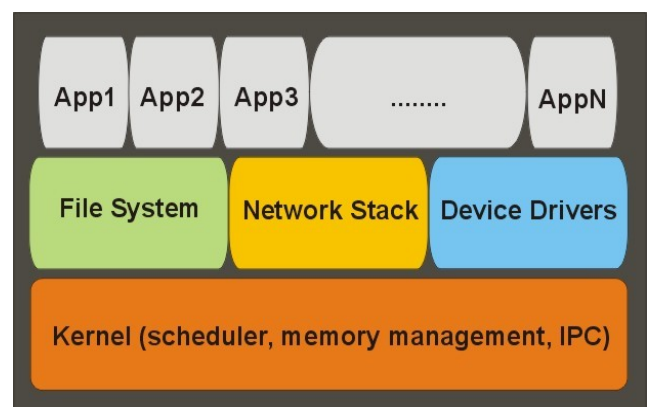 App1 App2 App3 ........ AppN
File System Network Stack Device Drivers
Kernel (scheduler, memory management, IPC)